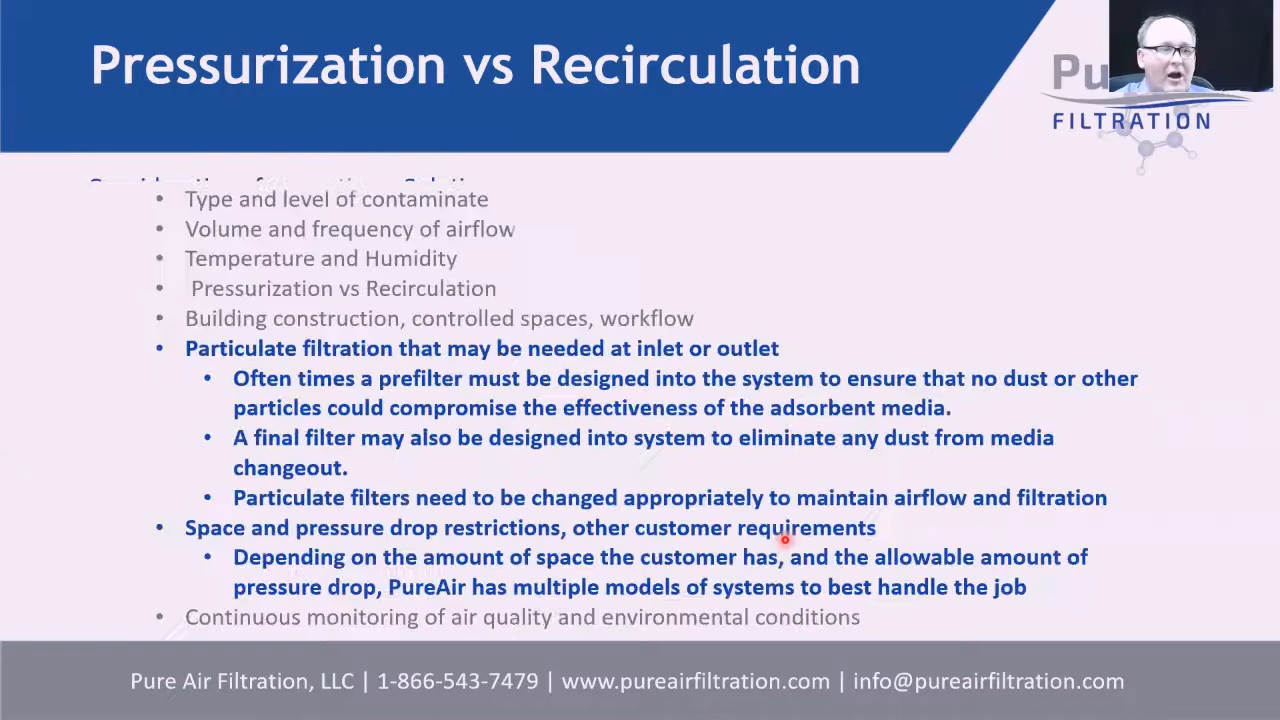 Pressurization vs Recirculation
Pu
FILTRATION
• Type and level of contaminate
• Volume and frequency of airflow
• Temperature and Humidity
• Pressurization vs Recirculation
• Building construction, controlled spaces, workflow
• Particulate filtration that may be needed at inlet or outlet
• Often times a prefilter must be designed into the system to ensure that no dust or other
particles could compromise the effectiveness of the adsorbent media.
• A final filter may also be designed into system to eliminate any dust from media
changeout.
• Particulate filters need to be changed appropriately to maintain airflow and filtration
• Space and pressure drop restrictions, other customer requirements
• Depending on the amount of space the customer has, and the allowable amount of
pressure drop, PureAir has multiple models of systems to best handle the job
• Continuous monitoring of air quality and environmental conditions
Pure Air Filtration, LLC | 1-866-543-7479 | www.pureairfiltration.com | info@pureairfiltration.com